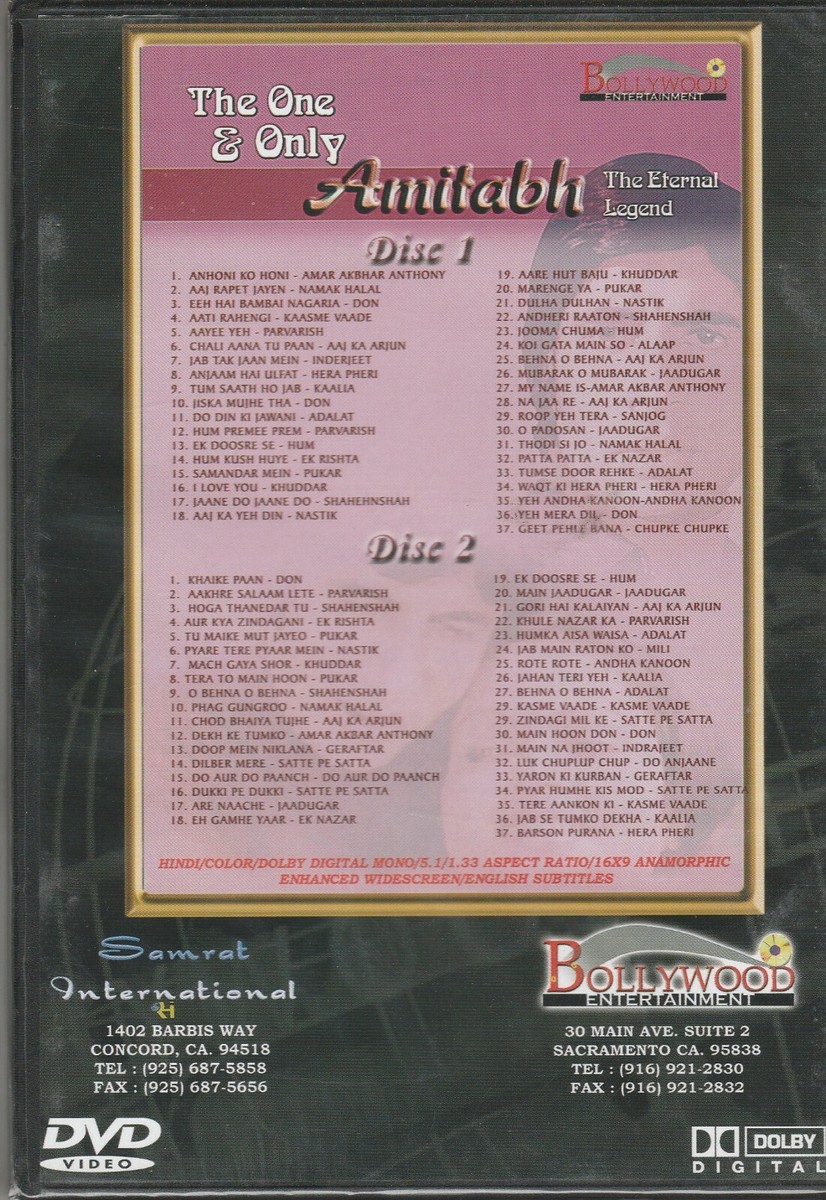 The One
& Only
BOLLYWOOD
ENTERTAINMENT
Amitabh
The Eternal
Legend
Disc 1
1. ANHONI KO HONI - AMAR AKBHAR ANTHONY
2. AAJ RAPET JAYEN - NAMAK HALAL
3. EEH HAI BAMBAI NAGARIA - DON
4. AATI RAHENGI - KAASME VAADE
5. AAYEE YEH - PARVARISH
6. CHALI AANA TU PAAN - AAJ KA ARJUN
7. JAB TAK JAAN MEIN - INDERJEET
8. ANJAAM HAI ULFAT - HERA PHERI
9. TUM SAATH HO JAB - KAALIA
10. JISKA MUJHE THA - DON
11. DO DIN KI JAWANI - ADALAT
12. HUM PREMEE PREM - PARVARISH
13. EK DOOSRE SE - HUM
14. HUM KUSH HUYE - EK RISHTA
15. SAMANDAR MEIN - PUKAR
16. I LOVE YOU - KHUDDAR
17. JAANE DO JAANE DO - SHAHEHNSHAH
18. AAJ KA YEH DIN - NASTIK
19. AARE HUT BAJU - KHUDDAR
20. MARENGE YA - PUKAR
21. DULHA DULHAN - NASTIK
22. ANDHERI RAATON - SHAHENSHAH
23. JOOMA CHUMA - HUM
24. KOI GATA MAIN SO - ALAAP
25. BEHNA O BEHNA - AAJ KA ARJUN
26. MUBARAK O MUBARAK - JAADUGAR
27. MY NAME IS-AMAR AKBAR ANTHONY
28. NA JAA RE - AAJ KA ARJUN
29. ROOP YEH TERA - SANJOG
30. O PADOSAN - JAADUGAR
31. THODI SI JO - NAMAK HALAL
32. PATTA PATTA - EK NAZAR
33. TUMSE DOOR REHKE - ADALAT
34. WAQT KI HERA PHERI - HERA PHERI
35. YEH ANDHA KANOON-ANDHA KANOON
36. YEH MERA DIL - DON
37. GEET PEHLE BANA - CHUPKE CHUPKE
Disc 2
1. KHAIKE PAAN - DON
2. AAKHRE SALAAM LETE - PARVARISH
3. HOGA THANEDAR TU - SHAHENSHAH
4. AUR KYA ZINDAGANI - EK RISHTA
5. TU MAIKE MUT JAYEO - PUKAR
6. PYARE TERE PYAAR MEIN - NASTIK
7. MACH GAYA SHOR - KHUDDAR
8. TERA TO MAIN HOON - PUKAR
9. O BEHNA O BEHNA - SHAHENSHAH
10. PHAG GUNGROO - NAMAK HALAL
11. CHOD BHAIYA TUJHE - AAJ KA ARJUN
12. DEKH KE TUMKO - AMAR AKBAR ANTHONY
13. DOOP MEIN NIKLANA - GERAFTAR
14. DILBER MERE - SATTE PE SATTA
15. DO AUR DO PAANCH - DO AUR DO PAANCH
16. DUKKI PE DUKKI - SATTE PE SATTA
17. ARE NAACHE - JAADUGAR
18. EH GAMHE YAAR - EK NAZAR
19. EK DOOSRE SE - HUM
20. MAIN JAADUGAR - JAADUGAR
21. GORI HAI KALAIYAN - AAJ KA ARJUN
22. KHULE NAZAR KA - PARVARISH
23. HUMKA AISA WAISA - ADALAT
24. JAB MAIN RATON KO - MILI
25. ROTE ROTE - ANDHA KANOON
26. JAHAN TERI YEH - KAALIA
27. BEHNA O BEHNA - ADALAT
29. KASME VAADE - KASME VAADE
29. ZINDAGI MIL KE - SATTE PE SATTA
30. MAIN HOON DON - DON
31. MAIN NA JHOOT - INDRAJEET
32. LUK CHUPLUP CHUP - DO ANJAANE
33. YARON KI KURBAN - GERAFTAR
34. PYAR HUMHE KIS MOD - SATTE PE SATTA
35. TERE AANKON KI - KASME VAADE
36. JAB SE TUMKO DEKHA - KAALIA
37. BARSON PURANA - HERA PHERI
HINDI/COLOR/DOLBY DIGITAL MONO/5.1/1.33 ASPECT RATIO/16X9 ANAMORPHIC
ENHANCED WIDESCREEN/ENGLISH SUBTITLES
Samrat
International
1402 BARBIS WAY
CONCORD, CA. 94518
TEL : (925) 687-5858
FAX : (925) 687-5656
BOLLYWOOD
ENTERTAINMENT
30 MAIN AVE. SUITE 2
SACRAMENTO CA. 95838
TEL : (916) 921-2830
FAX : (916) 921-2832
DVD
VIDEO
DOLBY
DIGITAL